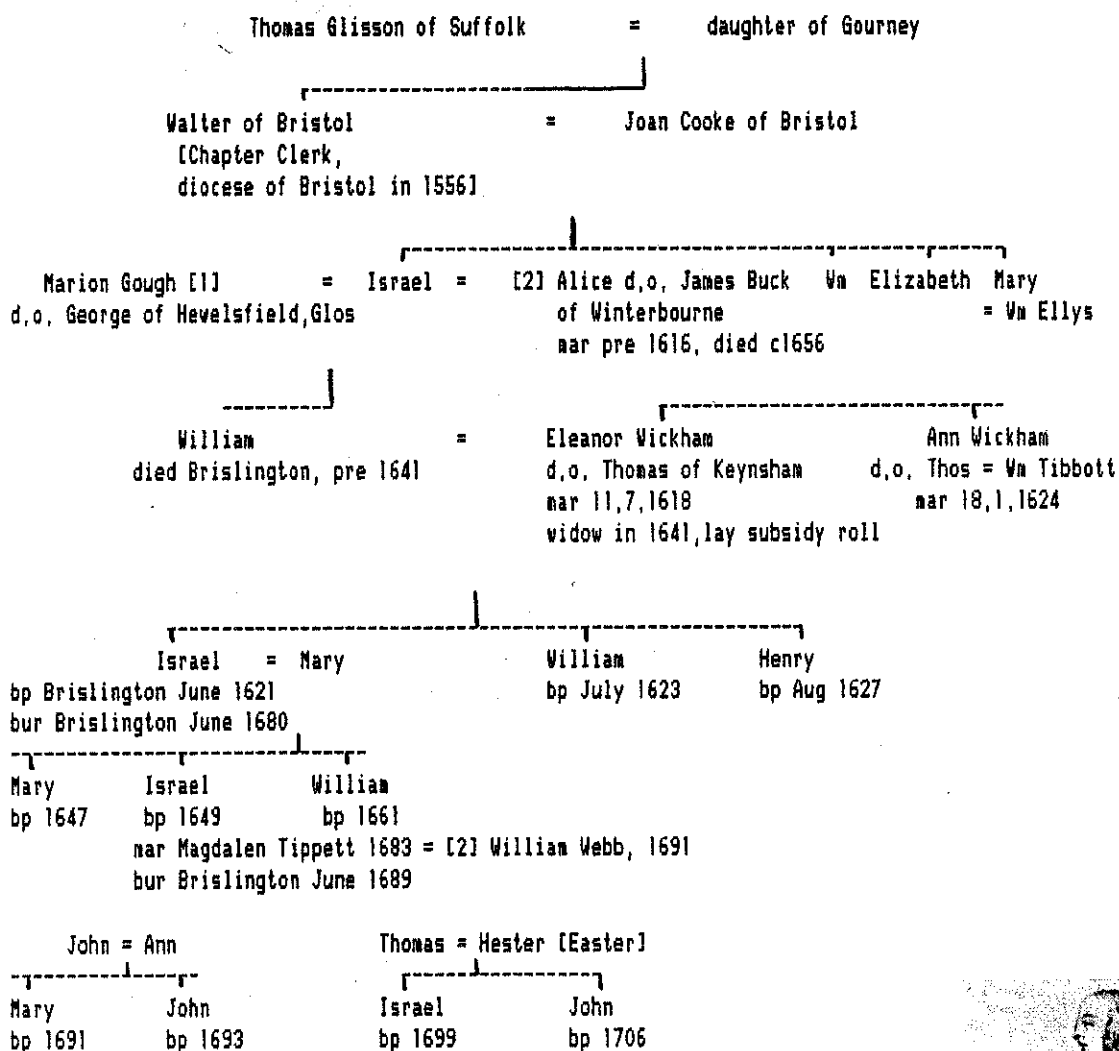 Thomas Glisson of Suffolk = daughter of Gourney
Walter of Bristol = Joan Cooke of Bristol
[Chapter Clerk,
diocese of Bristol in 1556]
Marion Gough [1] = Israel = [2] Alice d,o, James Buck Wm Elizabeth Mary
d,o, George of Hewelsfield,Glos of Winterbourne = Wm Ellys
mar pre 1616, died c1656
William = Eleanor Wickham Ann Wickham
died Brislington, pre 1641 d,o, Thomas of Keynsham d,o, Thos = Wm Tibbott
mar 11,7,1618 mar 18,1,1624
widow in 1641,lay subsidy roll
Israel = Mary William Henry
bp Brislington June 1621 bp July 1623 bp Aug 1627
bur Brislington June 1680
Mary Israel William
bp 1647 bp 1649 bp 1661
mar Magdalen Tippett 1683 = [2] William Webb, 1691
bur Brislington June 1689
John = Ann Thomas = Hester [Easter]
Mary John Israel John
bp 1691 bp 1693 bp 1699 bp 1706